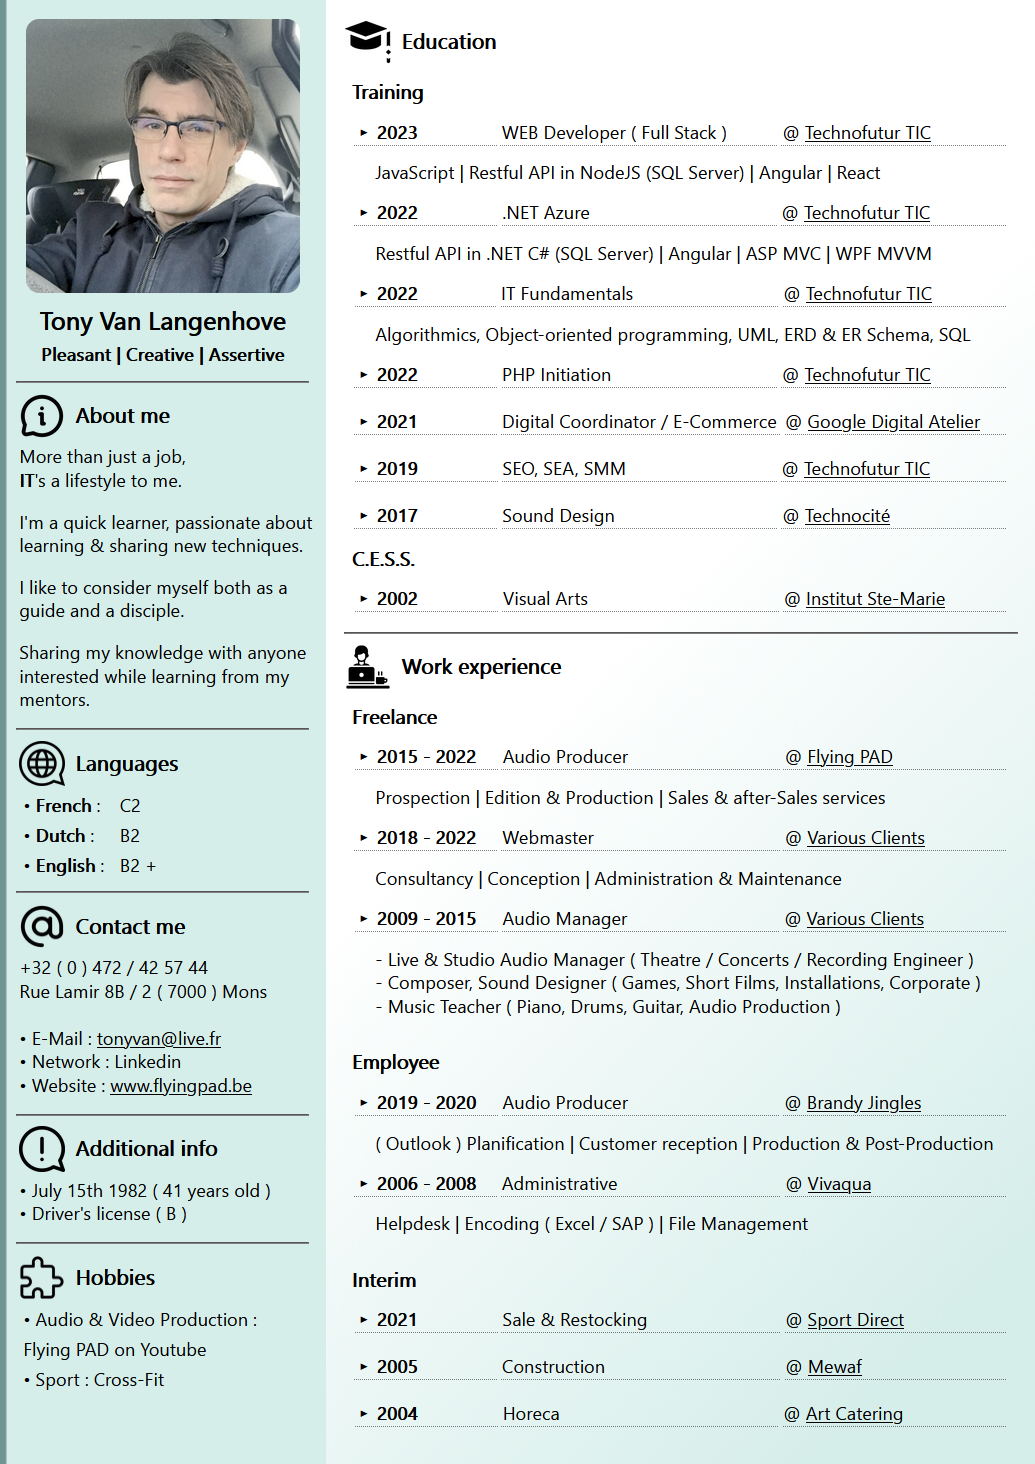 Tony Van Langenhove
Pleasant | Creative | Assertive
About me
More than just a job,
IT's a lifestyle to me.
I'm a quick learner, passionate about
learning & sharing new techniques.
I like to consider myself both as a
guide and a disciple.
Sharing my knowledge with anyone
interested while learning from my
mentors.
Languages
• French : C2
• Dutch : B2
• English : B2 +
Contact me
+32 ( 0 ) 472 / 42 57 44
Rue Lamir 8B / 2 ( 7000 ) Mons
• E-Mail : tonyvan@live.fr
• Network : Linkedin
• Website : www.flyingpad.be
Additional info
• July 15th 1982 ( 41 years old )
• Driver's license ( B )
Hobbies
• Audio & Video Production :
Flying PAD on Youtube
• Sport : Cross-Fit
Education
Training
‣ 2023 WEB Developer ( Full Stack ) @ Technofutur TIC
JavaScript | Restful API in NodeJS (SQL Server) | Angular | React
‣ 2022 .NET Azure @ Technofutur TIC
Restful API in .NET C# (SQL Server) | Angular | ASP MVC | WPF MVVM
‣ 2022 IT Fundamentals @ Technofutur TIC
Algorithmics, Object-oriented programming, UML, ERD & ER Schema, SQL
‣ 2022 PHP Initiation @ Technofutur TIC
‣ 2021 Digital Coordinator / E-Commerce @ Google Digital Atelier
‣ 2019 SEO, SEA, SMM @ Technofutur TIC
‣ 2017 Sound Design @ Technocité
C.E.S.S.
‣ 2002 Visual Arts @ Institut Ste-Marie
Work experience
Freelance
‣ 2015 - 2022 Audio Producer @ Flying PAD
Prospection | Edition & Production | Sales & after-Sales services
‣ 2018 - 2022 Webmaster @ Various Clients
Consultancy | Conception | Administration & Maintenance
‣ 2009 - 2015 Audio Manager @ Various Clients
- Live & Studio Audio Manager ( Theatre / Concerts / Recording Engineer )
- Composer, Sound Designer ( Games, Short Films, Installations, Corporate )
- Music Teacher ( Piano, Drums, Guitar, Audio Production )
Employee
‣ 2019 - 2020 Audio Producer @ Brandy Jingles
( Outlook ) Planification | Customer reception | Production & Post-Production
‣ 2006 - 2008 Administrative @ Vivaqua
Helpdesk | Encoding ( Excel / SAP ) | File Management
Interim
‣ 2021 Sale & Restocking @ Sport Direct
‣ 2005 Construction @ Mewaf
‣ 2004 Horeca @ Art Catering